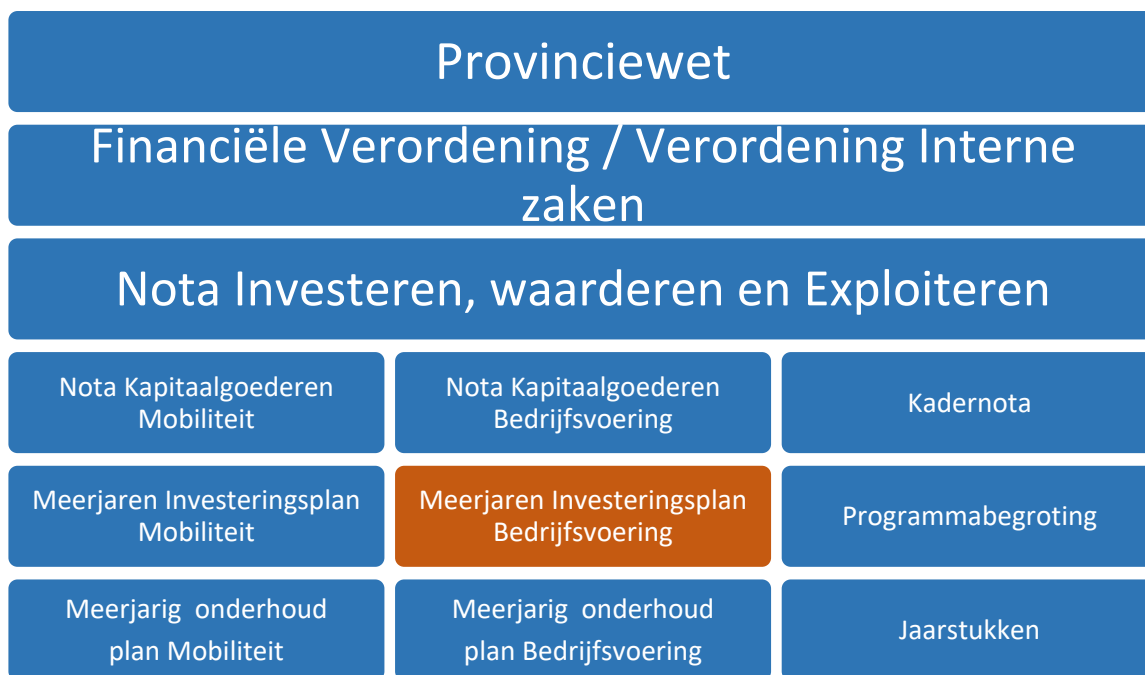 Provinciewet
Financiële Verordening / Verordening Interne
zaken
Nota Investeren, waarderen en Exploiteren
Nota Kapitaalgoederen
Mobiliteit
Nota Kapitaalgoederen
Bedrijfsvoering
Kadernota
Meerjaren Investeringsplan
Mobiliteit
Meerjaren Investeringsplan
Bedrijfsvoering
Programmabegroting
Meerjarig onderhoud
plan Mobiliteit
Meerjarig onderhoud
plan Bedrijfsvoering
Jaarstukken